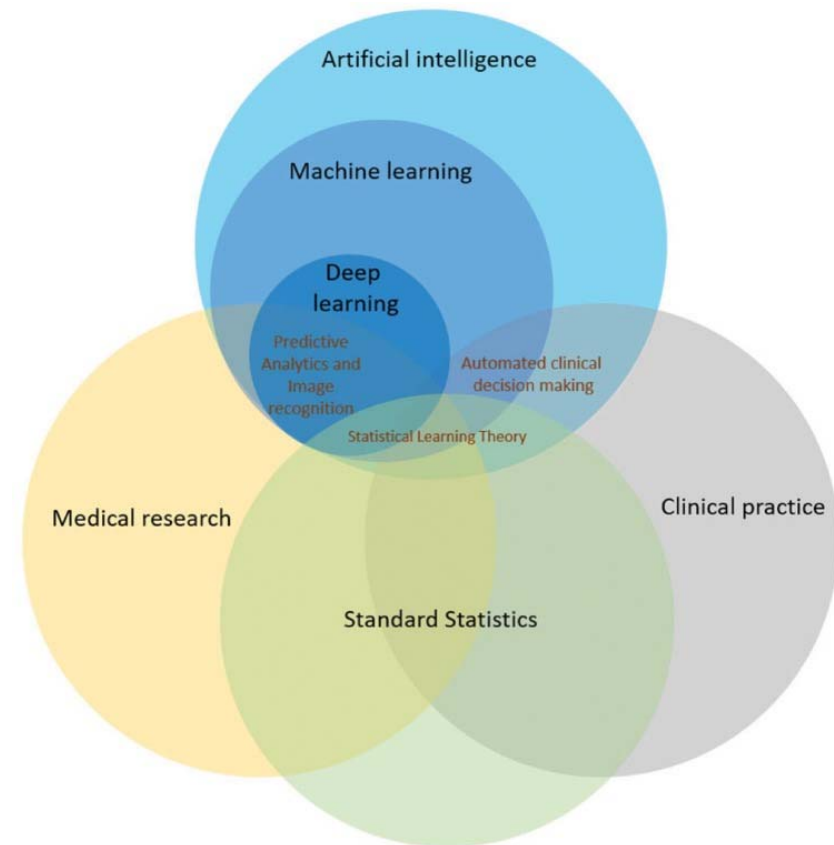 Artificial intelligence
Machine learning
Deep
learning
Predictive
Analytics and
Image
recognition
Automated clinical
decision making
Statistical Learning Theory
Medical research
Clinical practice
Standard Statistics